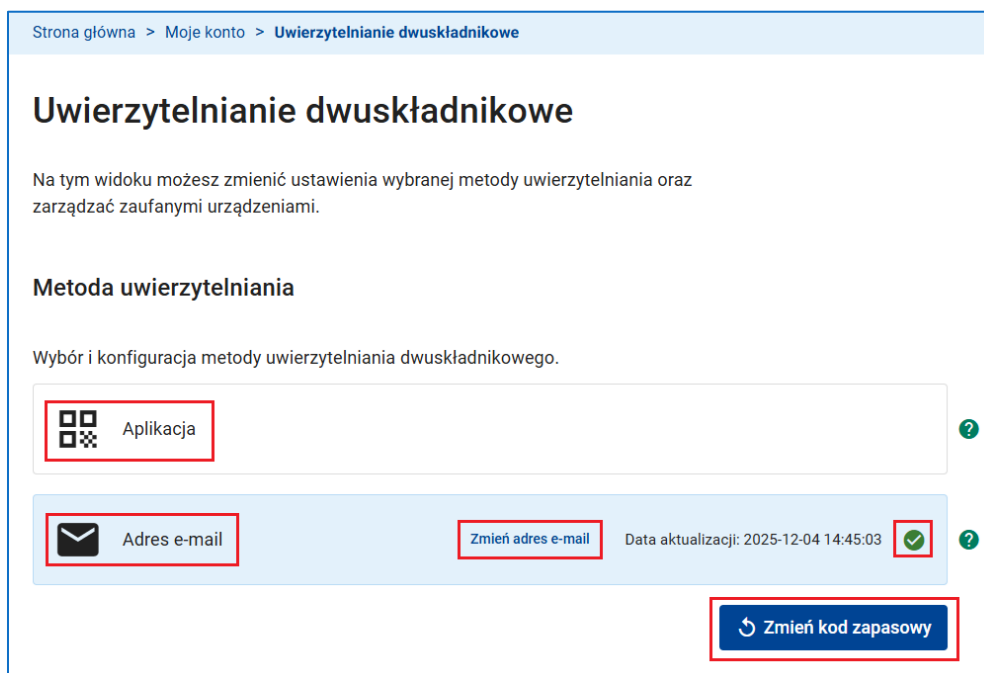 Strona główna > Moje konto > Uwierzytelnianie dwuskładnikowe
Uwierzytelnianie dwuskładnikowe
Na tym widoku możesz zmienić ustawienia wybranej metody uwierzytelniania oraz
zarządzać zaufanymi urządzeniami.
Metoda uwierzytelniania
Wybór i konfiguracja metody uwierzytelniania dwuskładnikowego.
Aplikacja ?
Adres e-mail Zmień adres e-mail Data aktualizacji: 2025-12-04 14:45:03 ?
Zmień kod zapasowy